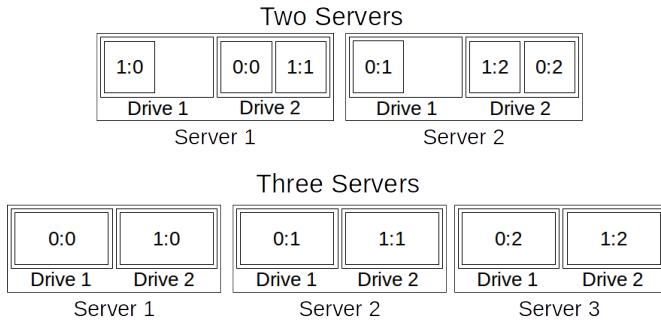 Two Servers
1:0 0:0 1:1 0:1 1:2 0:2
Drive 1 Drive 2 Drive 1 Drive 2
Server 1 Server 2
Three Servers
0:0 1:0 0:1 1:1 0:2 1:2
Drive 1 Drive 2 Drive 1 Drive 2 Drive 1 Drive 2
Server 1 Server 2 Server 3